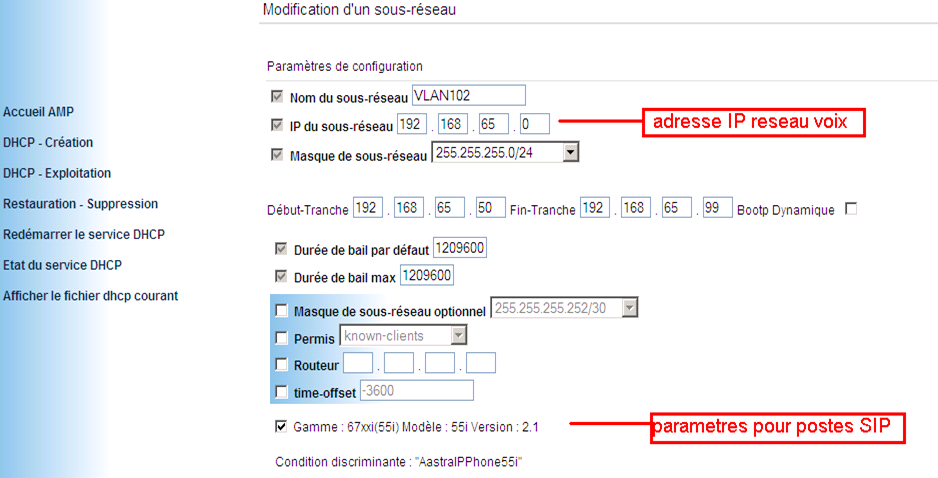 Modification d'un sous-réseau
Paramètres de configuration
Accueil AMP
DHCP - Création
DHCP - Exploitation
Restauration - Suppression
Redémarrer le service DHCP
Etat du service DHCP
Afficher le fichier dhcp courant
Nom du sous-réseau VLAN102
IP du sous-réseau 192 . 168 . 65 . 0
adresse IP reseau voix
Masque de sous-réseau 255.255.255.0/24
Début-Tranche 192 . 168 . 65 . 50 Fin-Tranche 192 . 168 . 65 . 99 Bootp Dynamique
Durée de bail par défaut 1209600
Durée de bail max 1209600
Masque de sous-réseau optionnel 255.255.255.252/30
Permis known-clients
Routeur . . .
time-offset -3600
Gamme : 67xxi(55i) Modèle : 55i Version : 2.1
parametres pour postes SIP
Condition discriminante : "AastraIPPhone55i"